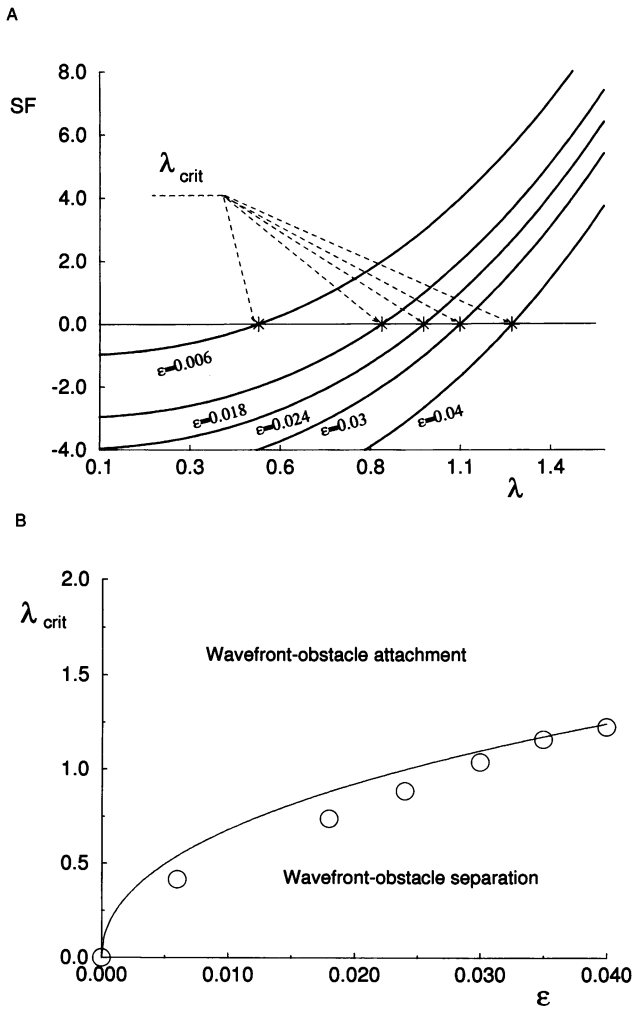 A
8.0
SF
6.0
λ crit
4.0
2.0
0.0
ε=0.006
-2.0
ε=0.018
ε=0.024
ε=0.03
ε=0.04
-4.0
0.1 0.3 0.6 0.8 1.1 1.4
λ
B
2.0
λ crit
Wavefront-obstacle attachment
1.5
1.0
0.5
Wavefront-obstacle separation
0.0
0.000 0.010 0.020 0.030 0.040
ε